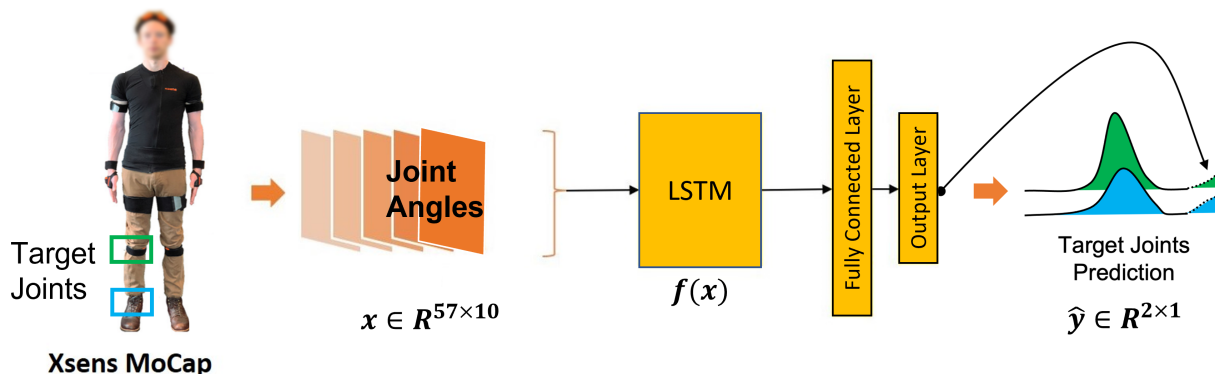 Target
Joints
Xsens MoCap
Joint
Angles
x ∈ R^{57×10}
LSTM
f(x)
Fully Connected Layer
Output Layer
Target Joints
Prediction
ŷ ∈ R^{2×1}